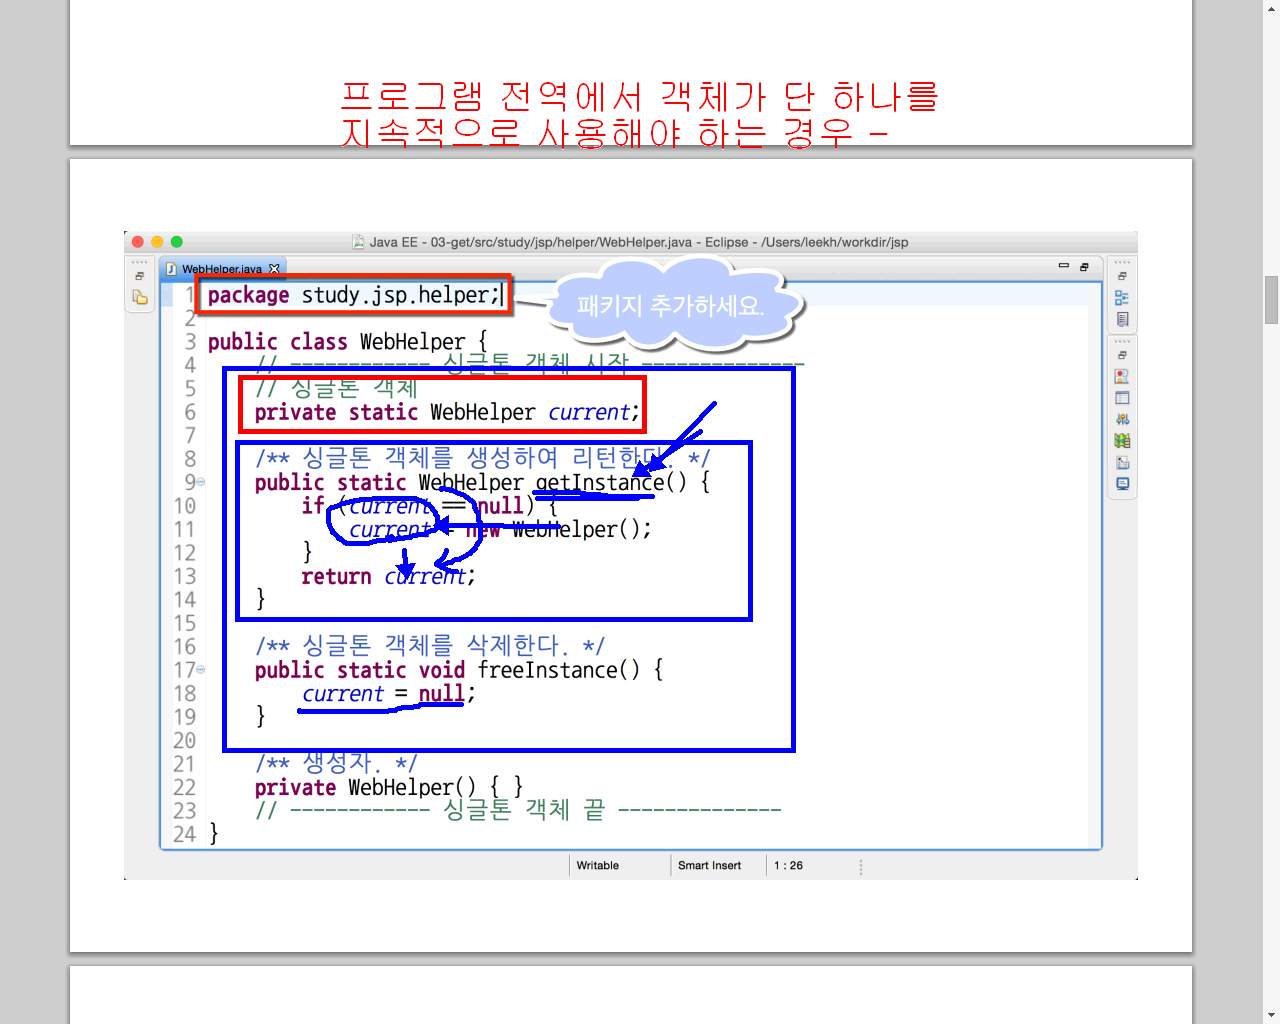 프로그램 전역에서 객체가 단 하나를
지속적으로 사용해야 하는 경우 -
Java EE - 03-get/src/study/jsp/helper/WebHelper.java - Eclipse - /Users/leekh/workdir/jsp
WebHelper.java
1 package study.jsp.helper;
패키지 추가하세요.
2
3 public class WebHelper {
4 // ------------ 싱글톤 객체 시작 --------------
5 // 싱글톤 객체
6 private static WebHelper current;
7
8 /** 싱글톤 객체를 생성하여 리턴한다. */
9 public static WebHelper getInstance() {
10 if (current == null) {
11 current = new WebHelper();
12 }
13 return current;
14 }
15
16 /** 싱글톤 객체를 삭제한다. */
17 public static void freeInstance() {
18 current = null;
19 }
20
21 /** 생성자. */
22 private WebHelper() { }
23 // ------------ 싱글톤 객체 끝 --------------
24 }
Writable Smart Insert 1 : 26